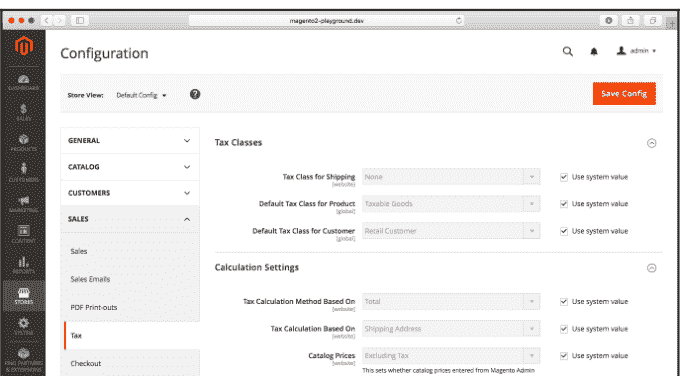 magento2-playground.dev
Configuration
admin
Store View: Default Config
Save Config
DASHBOARD
SALES
PRODUCTS
CUSTOMERS
MARKETING
CONTENT
REPORTS
STORES
SYSTEM
FIND PARTNERS
& EXTENSIONS
GENERAL
CATALOG
CUSTOMERS
SALES
Sales
Sales Emails
PDF Print-outs
Tax
Checkout
Tax Classes
Tax Class for Shipping None Use system value
[website]
Default Tax Class for Product Taxable Goods Use system value
[global]
Default Tax Class for Customer Retail Customer Use system value
[global]
Calculation Settings
Tax Calculation Method Based On Total Use system value
[website]
Tax Calculation Based On Shipping Address Use system value
[website]
Catalog Prices Excluding Tax Use system value
[website]
This sets whether catalog prices entered from Magento Admin